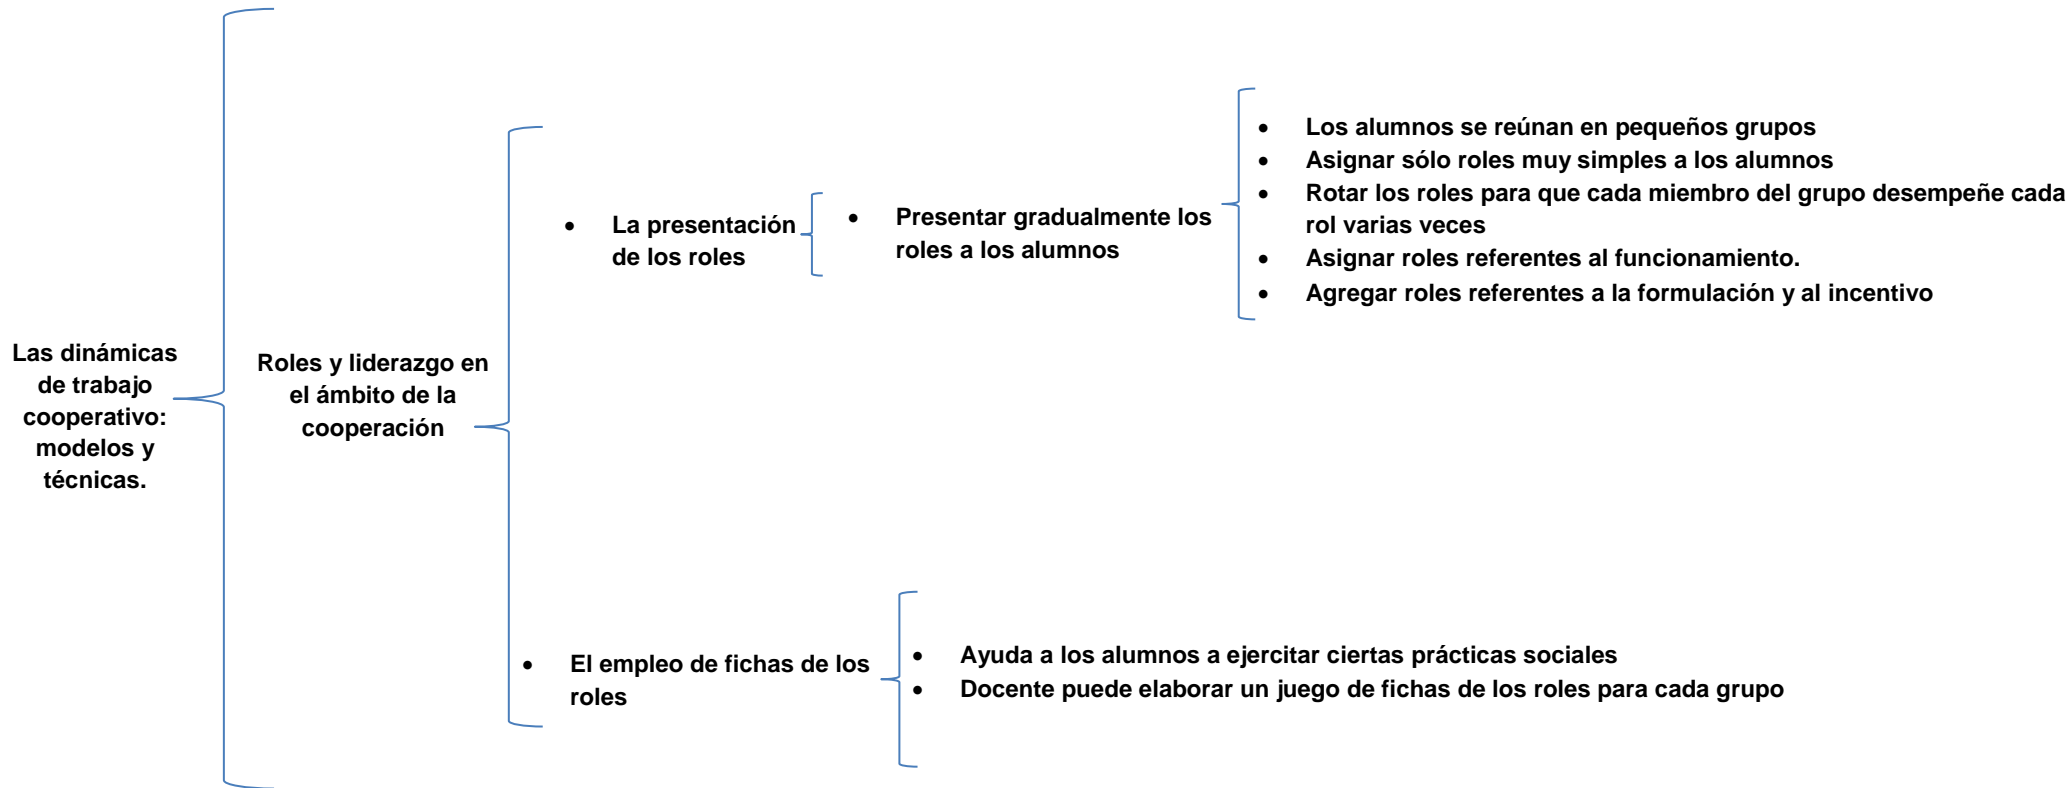 Las dinámicas
de trabajo
cooperativo:
modelos y
técnicas.
Roles y liderazgo en
el ámbito de la
cooperación
• La presentación
de los roles
• Presentar gradualmente los
roles a los alumnos
• Los alumnos se reúnan en pequeños grupos
• Asignar sólo roles muy simples a los alumnos
• Rotar los roles para que cada miembro del grupo desempeñe cada
rol varias veces
• Asignar roles referentes al funcionamiento.
• Agregar roles referentes a la formulación y al incentivo
• El empleo de fichas de los
roles
• Ayuda a los alumnos a ejercitar ciertas prácticas sociales
• Docente puede elaborar un juego de fichas de los roles para cada grupo